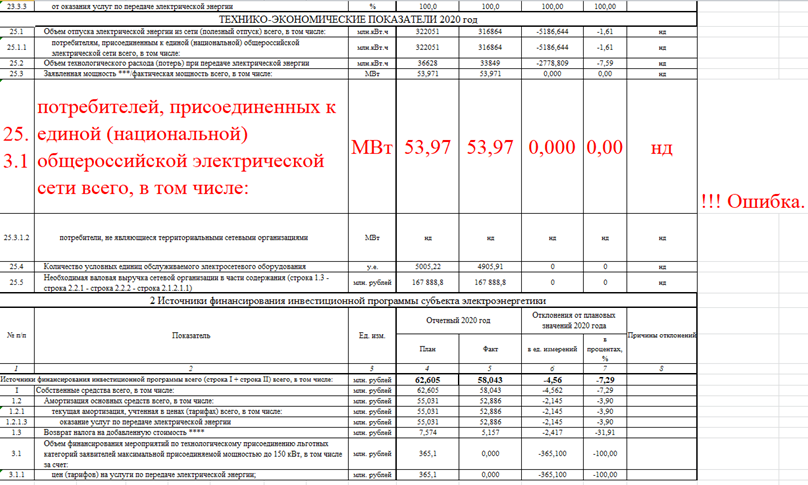 23.3.3 от оказания услуг по передаче электрической энергии % 100,0 100,00 100,00
ТЕХНИКО-ЭКОНОМИЧЕСКИЕ ПОКАЗАТЕЛИ 2020 год
25.1 Объем отпуска электрической энергии из сети (полезный отпуск) всего, в том числе: млн.кВт.ч 322051 316864 -5186,644 -1,61 нд
25.1.1 потребителям, присоединенным к единой (национальной) общероссийской
электрической сети всего, в том числе: млн.кВт.ч 322051 316864 -5186,644 -1,61 нд
25.2 Объем технологического расхода (потерь) при передаче электрической энергии млн.кВт.ч 36628 33849 -2778,809 -7,59 нд
25.3 Заявленная мощность ***/фактическая мощность всего, в том числе: МВт 53,971 53,971 0,000 0,00 нд
25.
3.1
потребителей, присоединенных к
единой (национальной)
общероссийской электрической
сети всего, в том числе:
МВт 53,97 53,97 0,000 0,00 нд
!!! Ошибка.
25.3.1.2 потребители, не являющиеся территориальными сетевыми организациями МВт нд нд нд нд нд
25.4 Количество условных единиц обслуживаемого электросетевого оборудования у.е. 5005,22 4905,91 0 0 нд
25.5 Необходимая валовая выручка сетевой организации в части содержания (строка 1.3 -
строка 2.2.1 - строка 2.2.2 - строка 2.1.2.1.1) млн. рублей 167 888,8 167 888,8 0 0 нд
2 Источники финансирования инвестиционной программы субъекта электроэнергетики
№ п/п Показатель Ед. изм. Отчетный 2020 год Отклонения от плановых
значений 2020 года Причины отклонений
План Факт в ед. измерений в
процентах,
%
1 2 3 4 5 6 7 8
Источники финансирования инвестиционной программы всего (строка I + строка II) всего, в том числе: млн. рублей 62,605 58,043 -4,56 -7,29
I Собственные средства всего, в том числе: млн. рублей 62,605 58,043 -4,562 -7,29
1.2 Амортизация основных средств всего, в том числе: млн. рублей 55,031 52,886 -2,145 -3,90
1.2.1 текущая амортизация, учтенная в ценах (тарифах) всего, в том числе: млн. рублей 55,031 52,886 -2,145 -3,90
1.2.1.3 оказание услуг по передаче электрической энергии млн. рублей 55,031 52,886 -2,145 -3,90
1.3 Возврат налога на добавленную стоимость **** млн. рублей 7,574 5,157 -2,417 -31,91
3.1 Объем финансирования мероприятий по технологическому присоединению льготных
категорий заявителей максимальной присоединяемой мощностью до 150 кВт, в том числе
за счет: млн. рублей 365,1 0,000 -365,100 -100,00
3.1.1 цен (тарифов) на услуги по передаче электрической энергии; млн. рублей 365,1 0,000 -365,100 -100,00